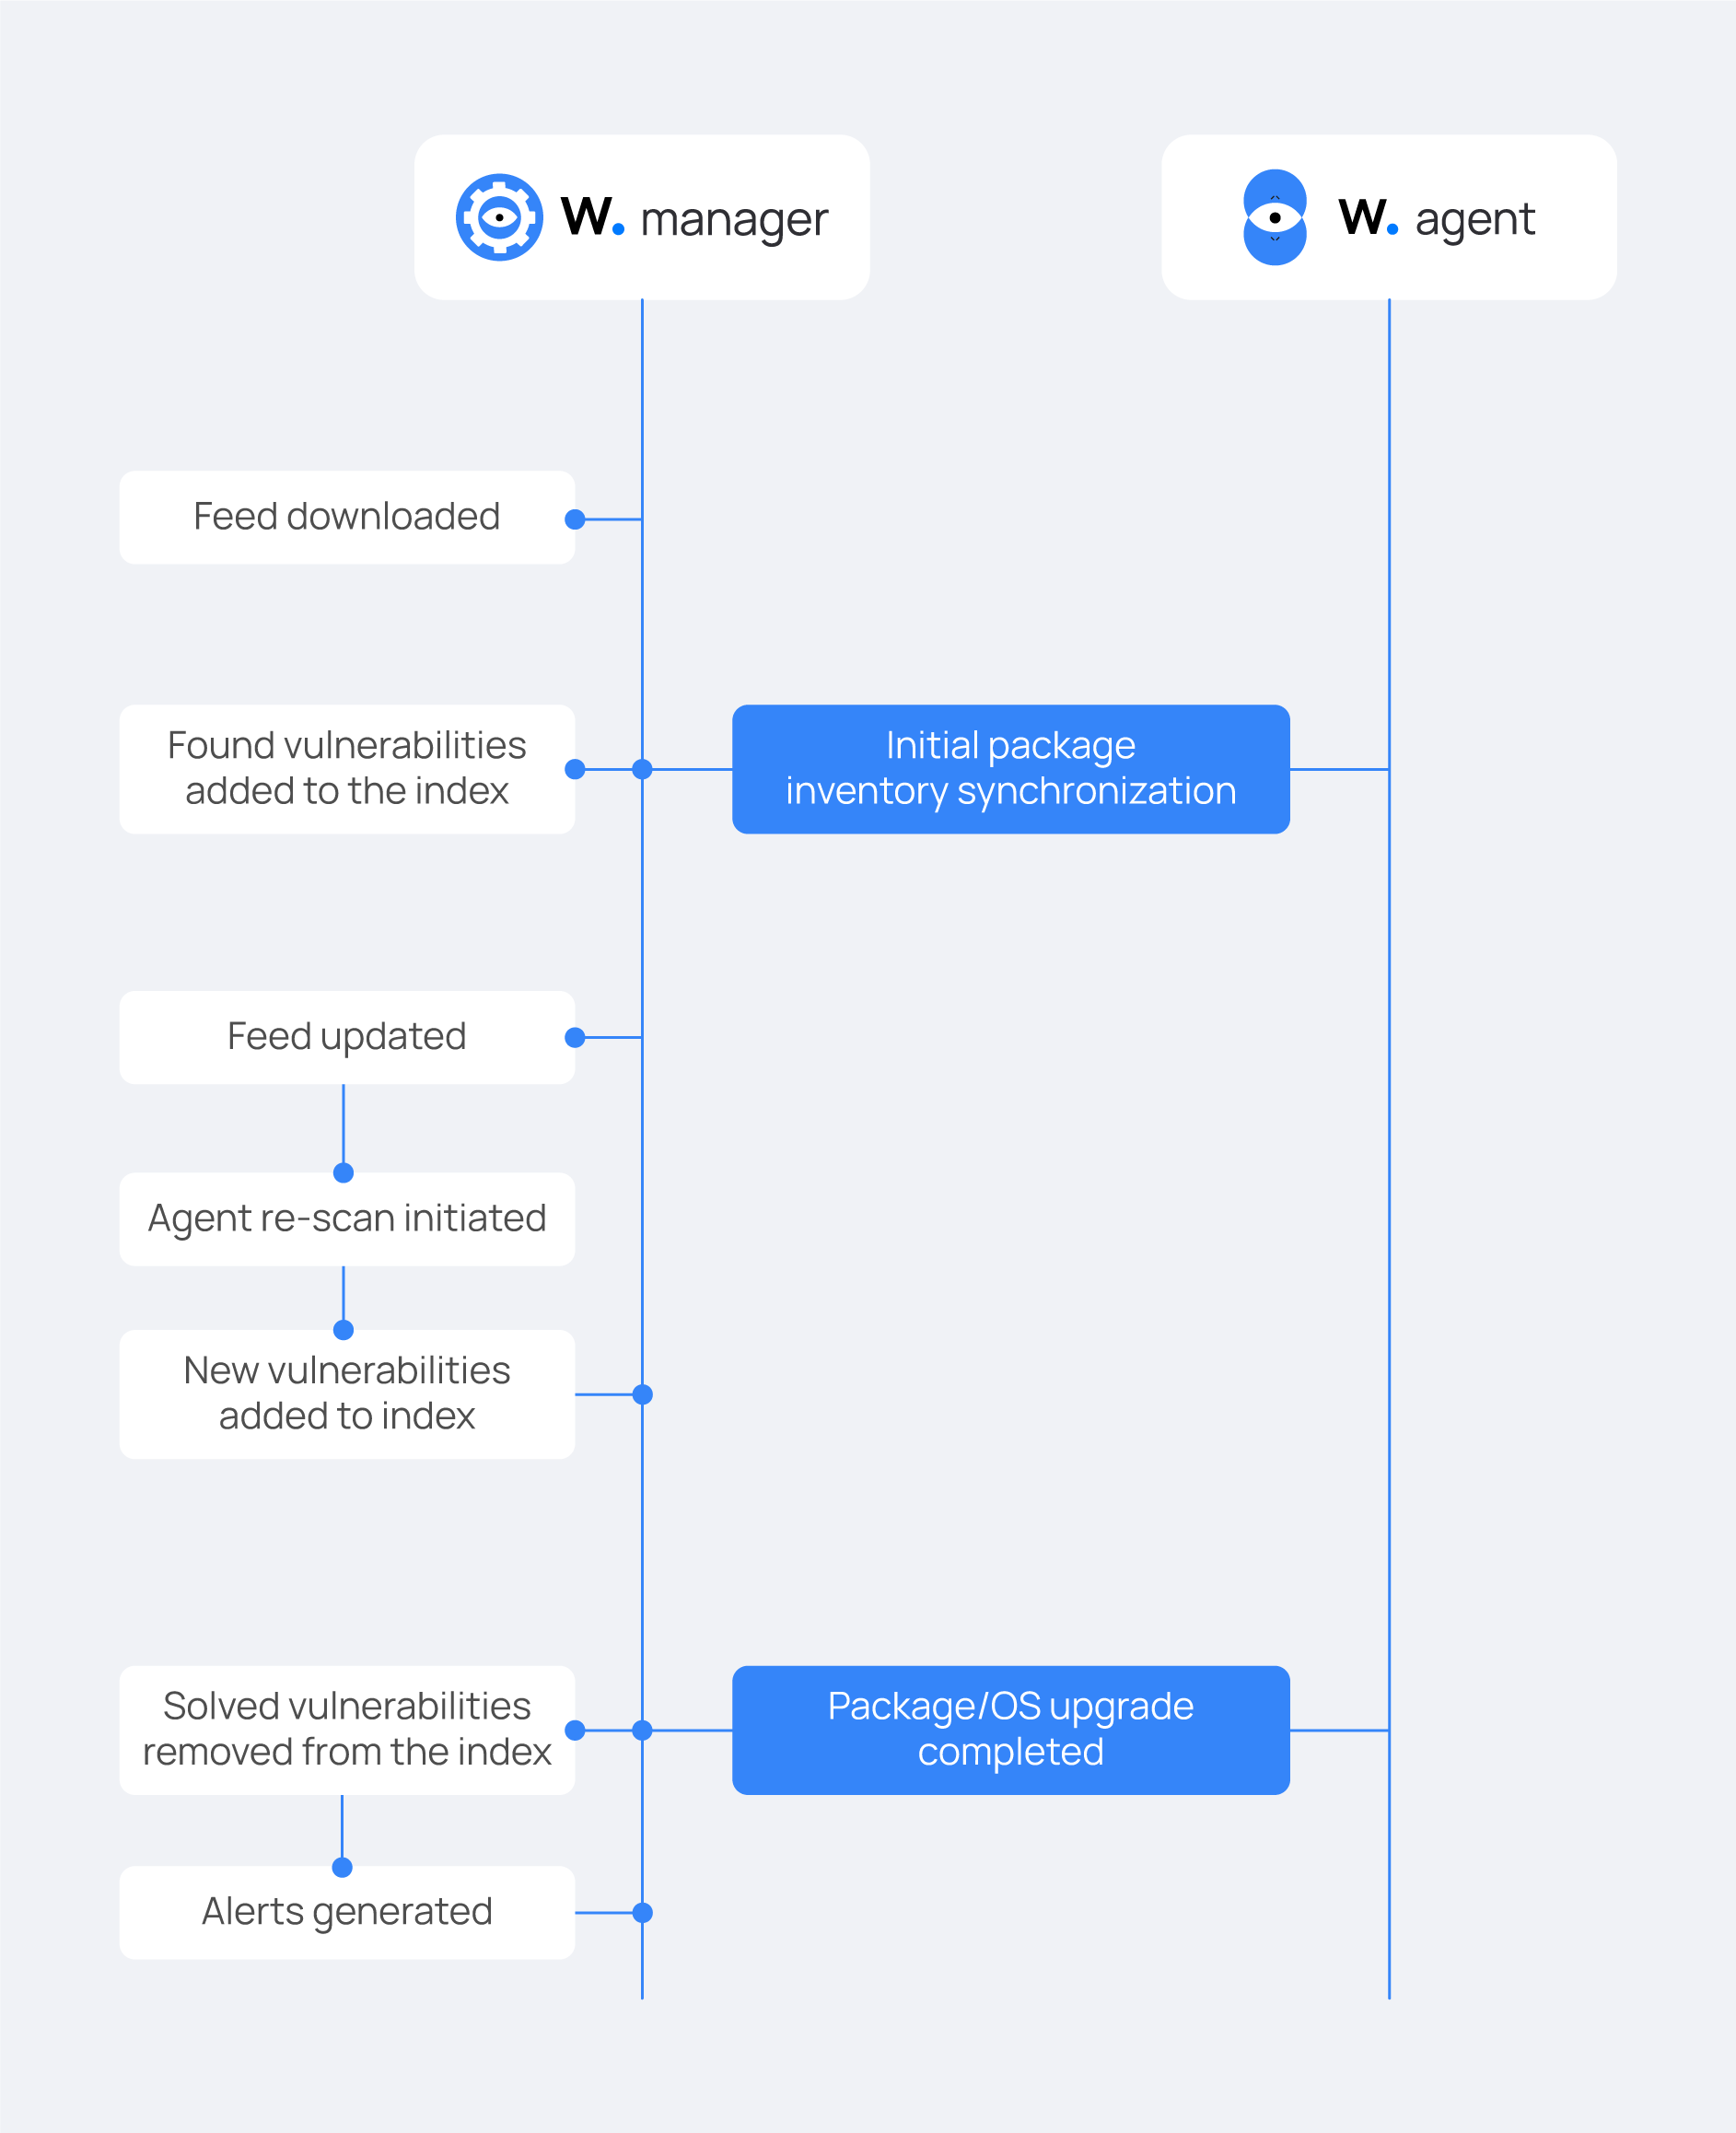 W. manager
W. agent
Feed downloaded
Found vulnerabilities
added to the index
Initial package
inventory synchronization
Feed updated
Agent re-scan initiated
New vulnerabilities
added to index
Solved vulnerabilities
removed from the index
Package/OS upgrade
completed
Alerts generated